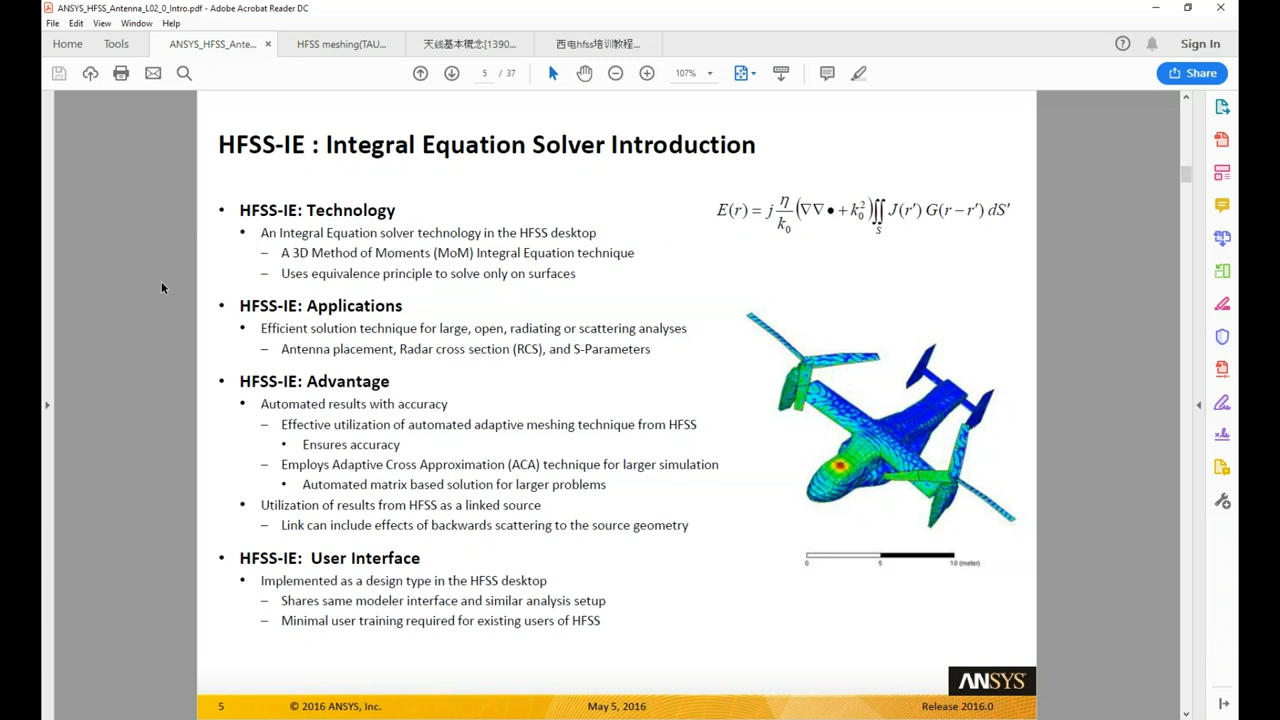 ANSYS_HFSS_Antenna_L02_0_Intro.pdf - Adobe Acrobat Reader DC
File Edit View Window Help
Home Tools ANSYS_HFSS_Ante... × HFSS meshing(TAU... 天线基本概念[1390... 西电hfss培训教程... ? Sign In
5 / 37 107% Share
HFSS-IE : Integral Equation Solver Introduction
• HFSS-IE: Technology
• An Integral Equation solver technology in the HFSS desktop
– A 3D Method of Moments (MoM) Integral Equation technique
– Uses equivalence principle to solve only on surfaces
E(r) = j η/k₀ (∇∇ • + k₀²) ∬_S J(r′) G(r − r′) dS′
• HFSS-IE: Applications
• Efficient solution technique for large, open, radiating or scattering analyses
– Antenna placement, Radar cross section (RCS), and S-Parameters
• HFSS-IE: Advantage
• Automated results with accuracy
– Effective utilization of automated adaptive meshing technique from HFSS
• Ensures accuracy
– Employs Adaptive Cross Approximation (ACA) technique for larger simulation
• Automated matrix based solution for larger problems
• Utilization of results from HFSS as a linked source
– Link can include effects of backwards scattering to the source geometry
0 5 10 (meter)
• HFSS-IE: User Interface
• Implemented as a design type in the HFSS desktop
– Shares same modeler interface and similar analysis setup
– Minimal user training required for existing users of HFSS
ANSYS
5 © 2016 ANSYS, Inc. May 5, 2016 Release 2016.0